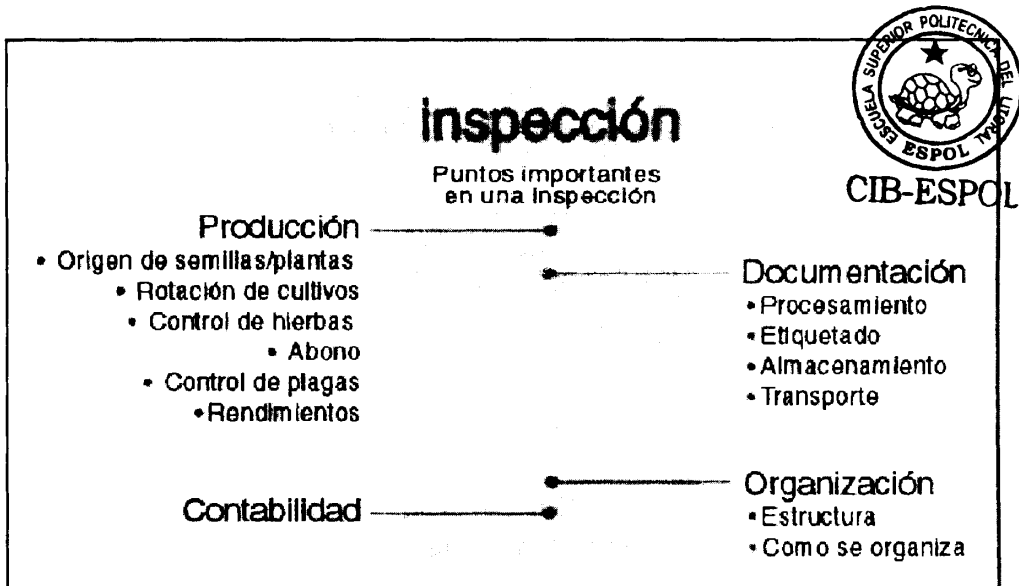 ESCUELA SUPERIOR POLITECNICA DEL LITORAL
ESPOL
CIB-ESPOL
inspección
Puntos importantes
en una inspección
Producción
• Origen de semillas/plantas
• Rotación de cultivos
• Control de hierbas
• Abono
• Control de plagas
• Rendimientos
Documentación
• Procesamiento
• Etiquetado
• Almacenamiento
• Transporte
Contabilidad
Organización
• Estructura
• Como se organiza